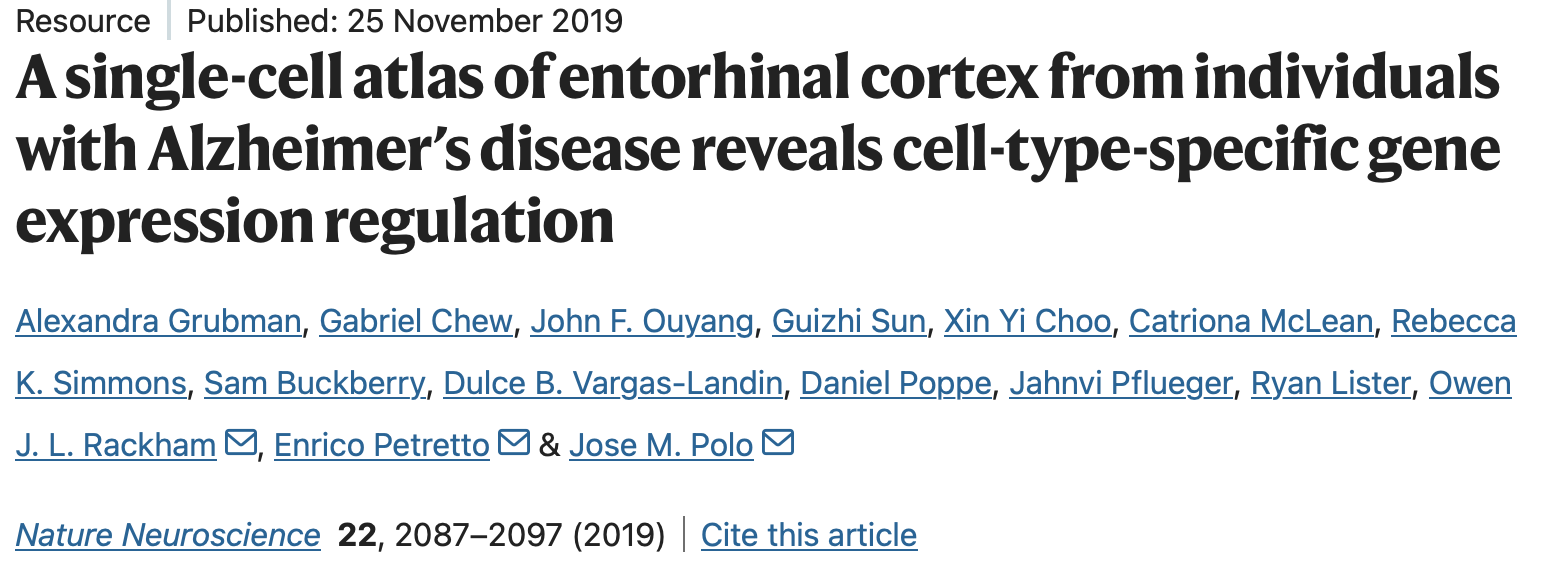 Resource | Published: 25 November 2019
A single-cell atlas of entorhinal cortex from individuals
with Alzheimer’s disease reveals cell-type-specific gene
expression regulation
Alexandra Grubman, Gabriel Chew, John F. Ouyang, Guizhi Sun, Xin Yi Choo, Catriona McLean, Rebecca
K. Simmons, Sam Buckberry, Dulce B. Vargas-Landin, Daniel Poppe, Jahnvi Pflueger, Ryan Lister, Owen
J. L. Rackham, Enrico Petretto & Jose M. Polo
Nature Neuroscience 22, 2087–2097 (2019) | Cite this article